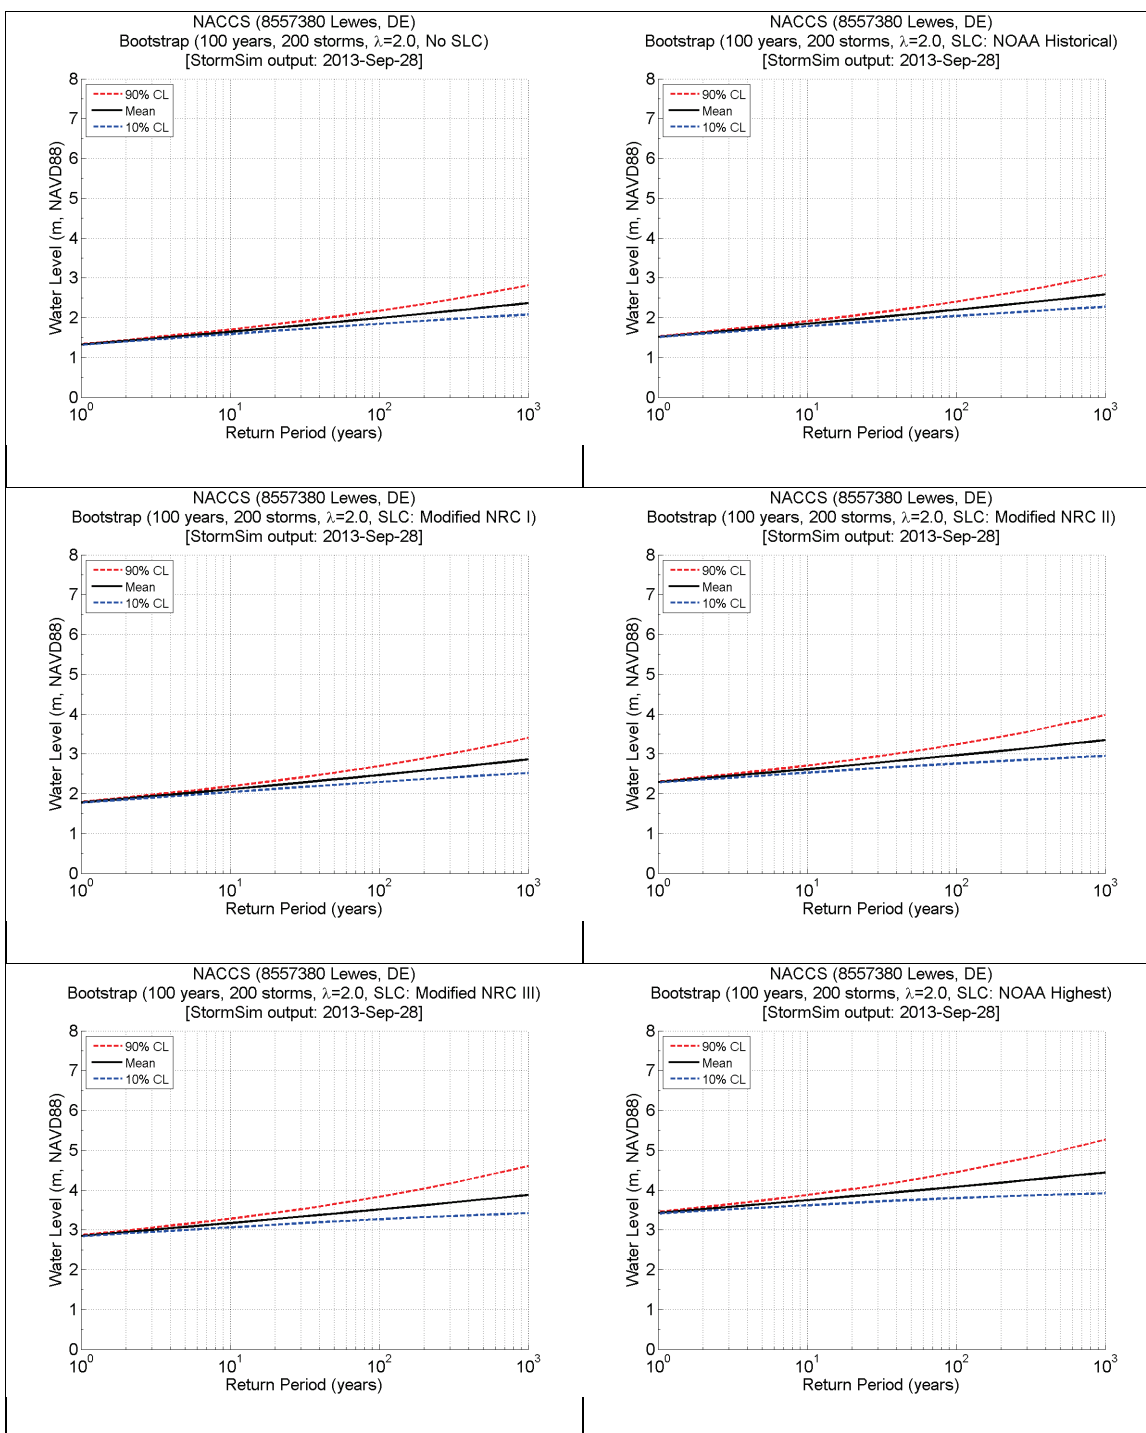 NACCS (8557380 Lewes, DE)
Bootstrap (100 years, 200 storms, λ=2.0, No SLC)
[StormSim output: 2013-Sep-28]
8
7
6
5
4
3
2
1
0
90% CL
Mean
10% CL
Water Level (m, NAVD88)
10^0
10^1
10^2
10^3
Return Period (years)
NACCS (8557380 Lewes, DE)
Bootstrap (100 years, 200 storms, λ=2.0, SLC: NOAA Historical)
[StormSim output: 2013-Sep-28]
8
7
6
5
4
3
2
1
0
90% CL
Mean
10% CL
Water Level (m, NAVD88)
10^0
10^1
10^2
10^3
Return Period (years)
NACCS (8557380 Lewes, DE)
Bootstrap (100 years, 200 storms, λ=2.0, SLC: Modified NRC I)
[StormSim output: 2013-Sep-28]
8
7
6
5
4
3
2
1
0
90% CL
Mean
10% CL
Water Level (m, NAVD88)
10^0
10^1
10^2
10^3
Return Period (years)
NACCS (8557380 Lewes, DE)
Bootstrap (100 years, 200 storms, λ=2.0, SLC: Modified NRC II)
[StormSim output: 2013-Sep-28]
8
7
6
5
4
3
2
1
0
90% CL
Mean
10% CL
Water Level (m, NAVD88)
10^0
10^1
10^2
10^3
Return Period (years)
NACCS (8557380 Lewes, DE)
Bootstrap (100 years, 200 storms, λ=2.0, SLC: Modified NRC III)
[StormSim output: 2013-Sep-28]
8
7
6
5
4
3
2
1
0
90% CL
Mean
10% CL
Water Level (m, NAVD88)
10^0
10^1
10^2
10^3
Return Period (years)
NACCS (8557380 Lewes, DE)
Bootstrap (100 years, 200 storms, λ=2.0, SLC: NOAA Highest)
[StormSim output: 2013-Sep-28]
8
7
6
5
4
3
2
1
0
90% CL
Mean
10% CL
Water Level (m, NAVD88)
10^0
10^1
10^2
10^3
Return Period (years)